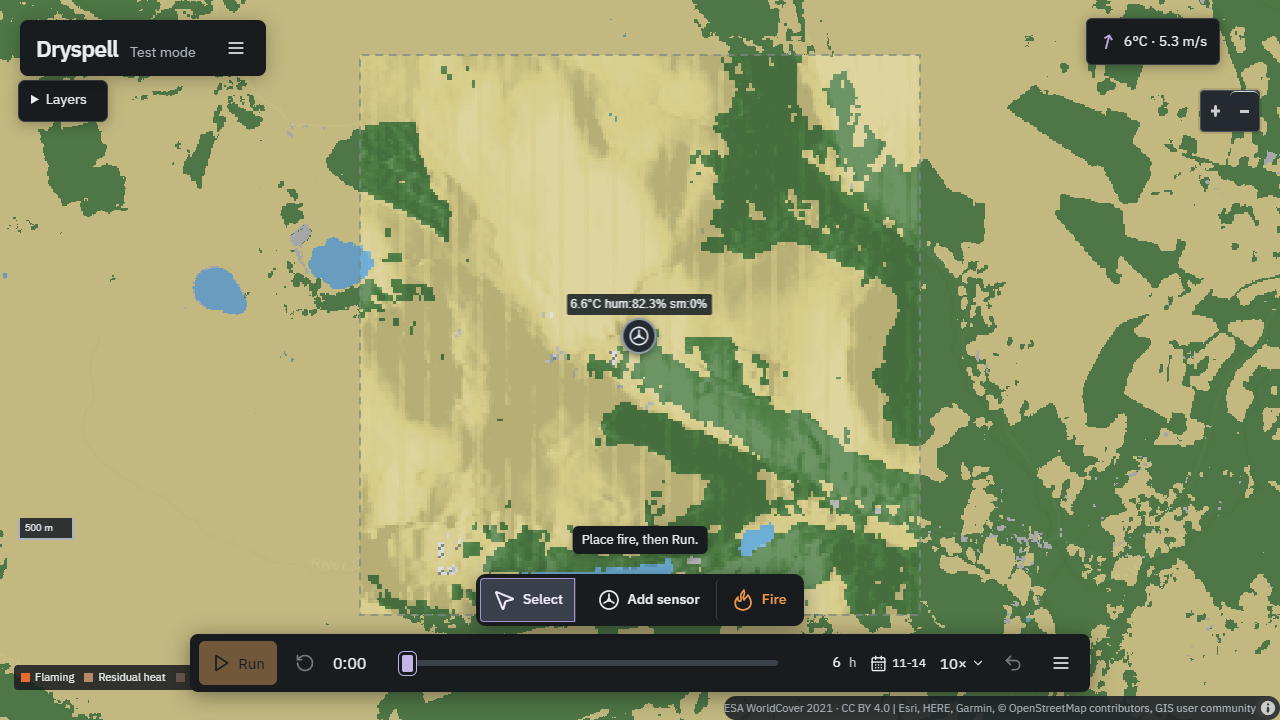 Dryspell Test mode
6°C · 5.3 m/s
Layers
+ −
6.6°C hum:82.3% sm:0%
500 m
Place fire, then Run.
Select Add sensor Fire
Run 0:00 6 h 11-14 10×
Flaming Residual heat
ESA WorldCover 2021 · CC BY 4.0 | Esri, HERE, Garmin, © OpenStreetMap contributors, GIS user community